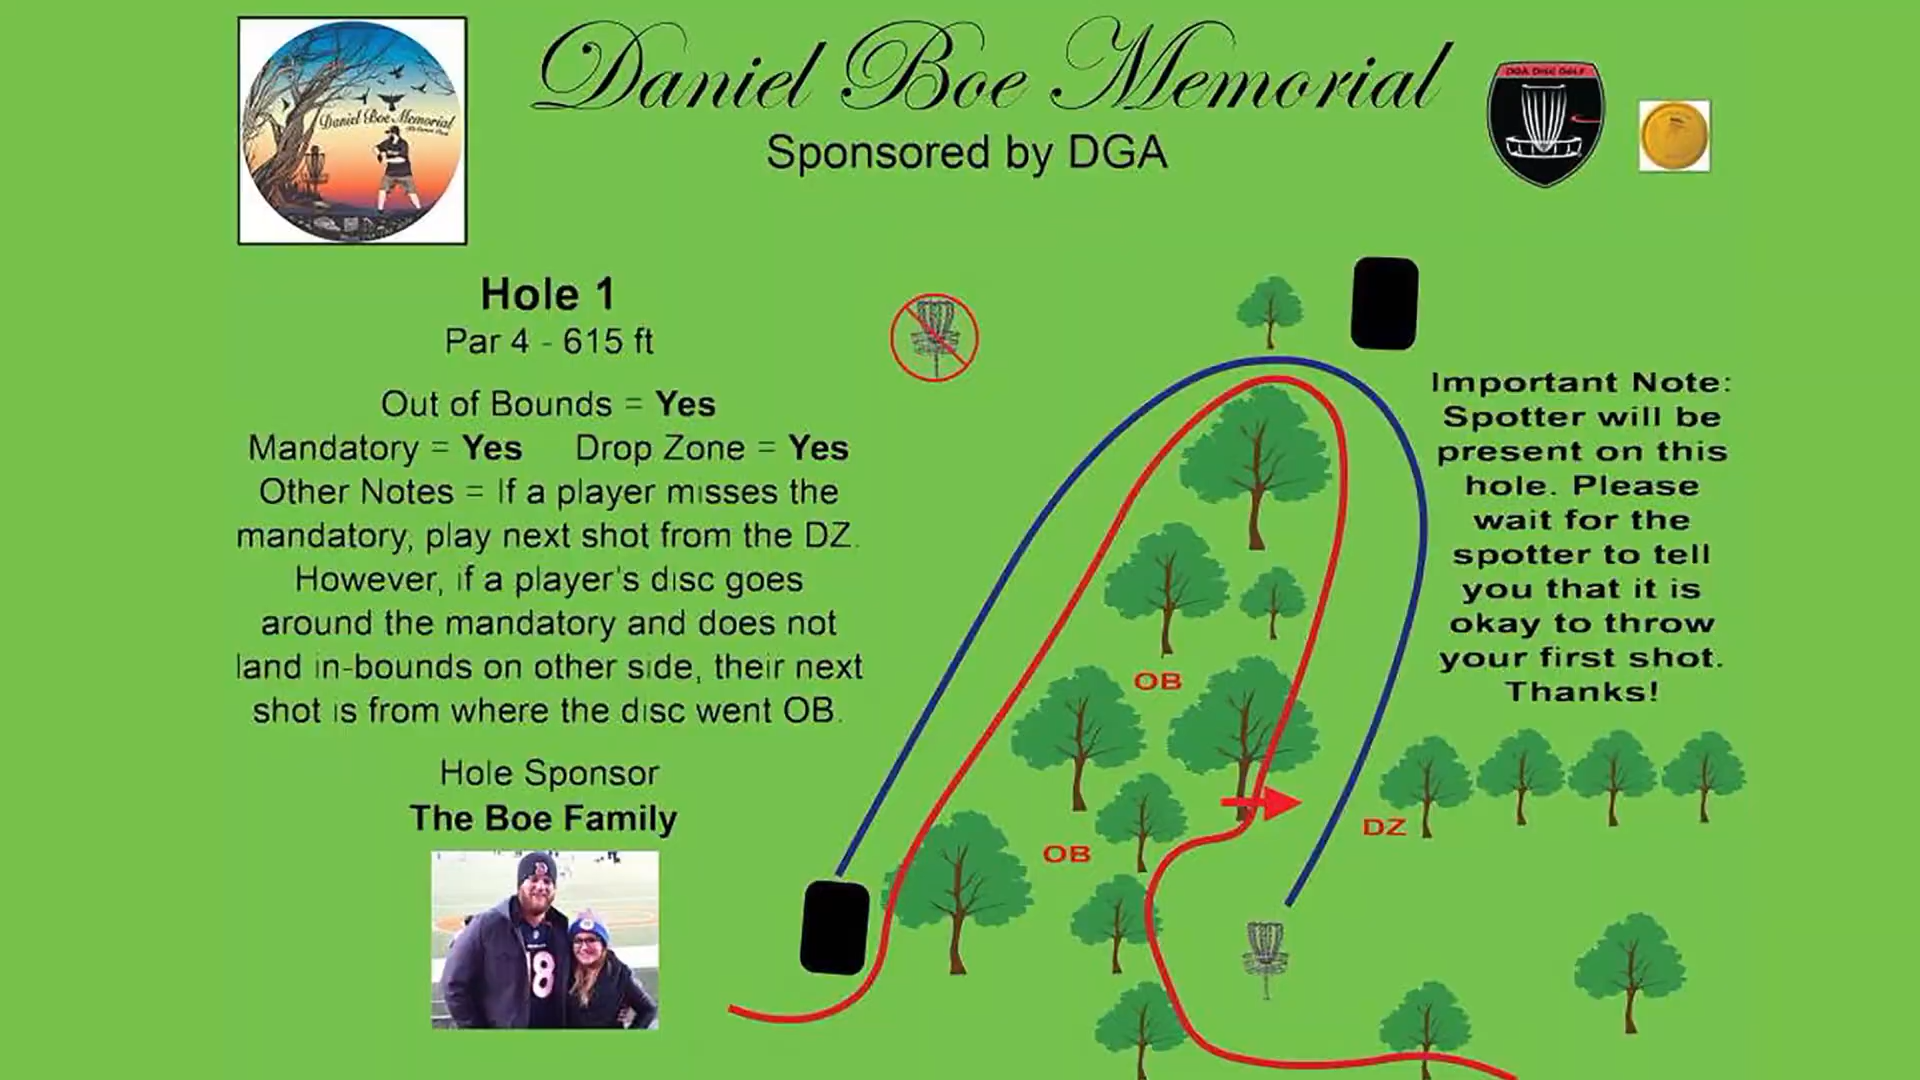 Daniel Boe Memorial
Sponsored by DGA
DGA DISC GOLF
Daniel Boe Memorial
Hole 1
Par 4 - 615 ft
Out of Bounds = Yes
Mandatory = Yes Drop Zone = Yes
Other Notes = If a player misses the
mandatory, play next shot from the DZ.
However, if a player's disc goes
around the mandatory and does not
land in-bounds on other side, their next
shot is from where the disc went OB.
Hole Sponsor
The Boe Family
18
Important Note:
Spotter will be
present on this
hole. Please
wait for the
spotter to tell
you that it is
okay to throw
your first shot.
Thanks!
OB
OB
DZ